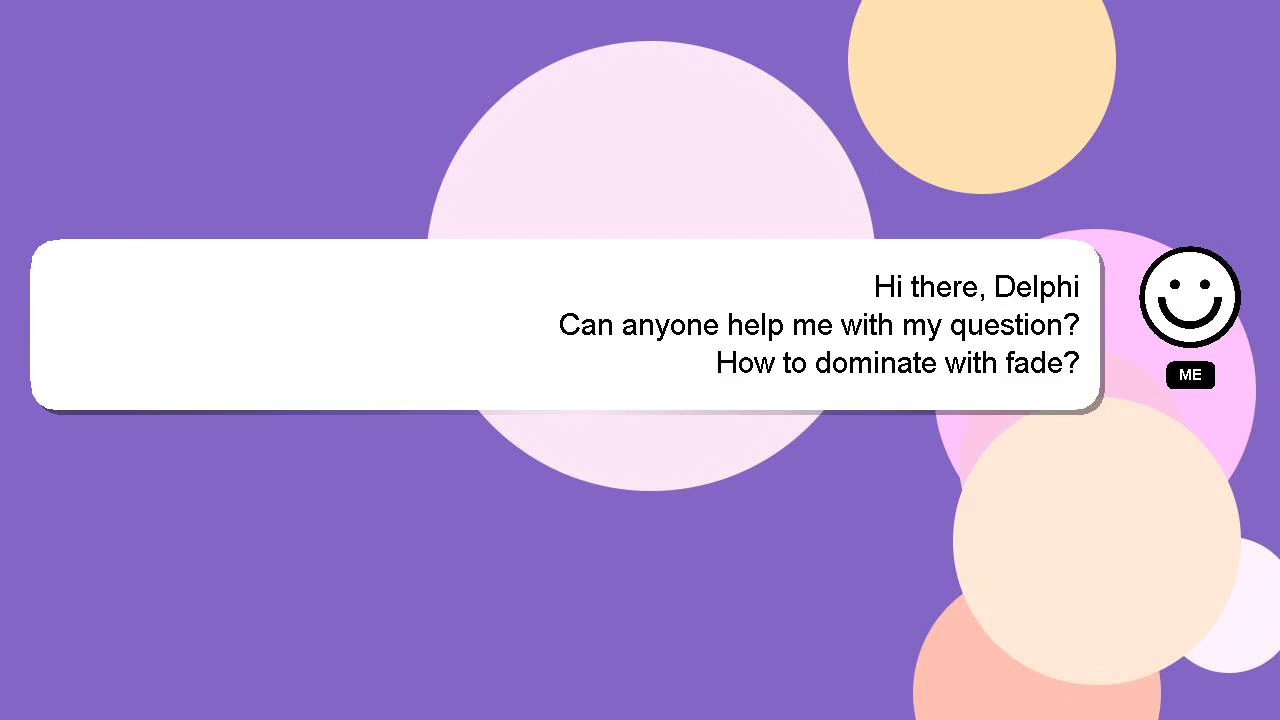 Hi there, Delphi
Can anyone help me with my question?
How to dominate with fade?
ME